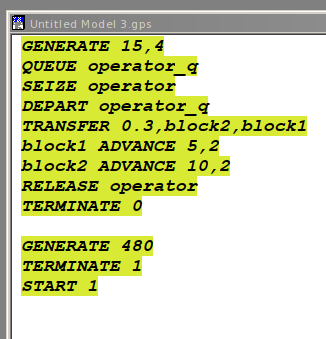 Untitled Model 3.gps
GENERATE 15,4
QUEUE operator_q
SEIZE operator
DEPART operator_q
TRANSFER 0.3,block2,block1
block1 ADVANCE 5,2
block2 ADVANCE 10,2
RELEASE operator
TERMINATE 0
GENERATE 480
TERMINATE 1
START 1